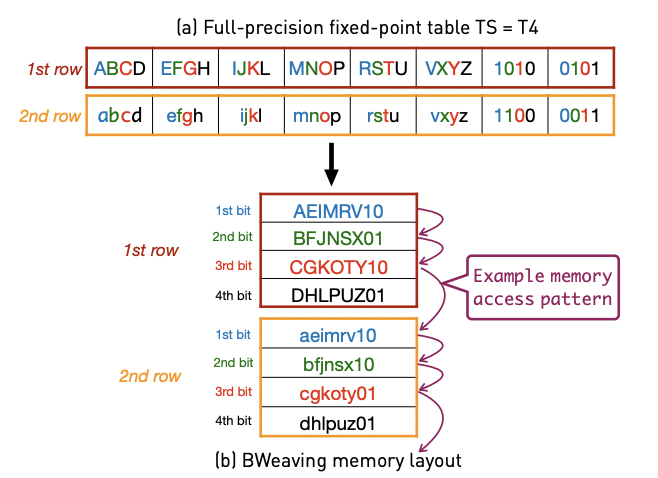 (a) Full-precision fixed-point table TS = T4
1st row ABCD EFGH IJKL MNOP RSTU VXYZ 1010 0101
2nd row abcd efgh ijkl mnop rstu vxyz 1100 0011
1st bit AEIMRV10
2nd bit BFJNSX01
1st row
3rd bit CGKOTY10
4th bit DHLPUZ01
Example memory
access pattern
1st bit aeimrv10
2nd bit bfjnsx10
2nd row
3rd bit cgkoty01
4th bit dhlpuz01
(b) BWeaving memory layout